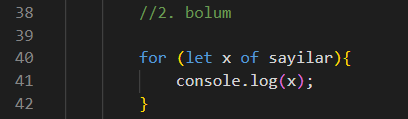 38 //2. bolum
39
40 for (let x of sayilar){
41 console.log(x);
42 }